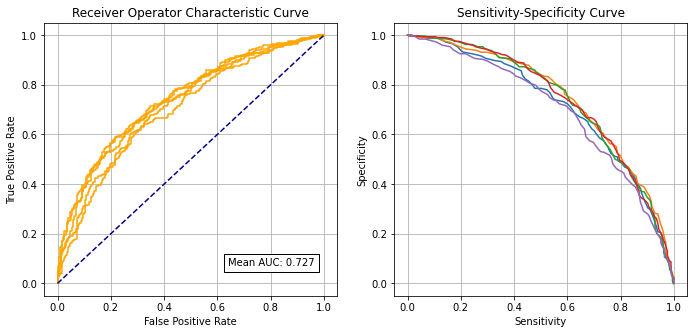 Receiver Operator Characteristic Curve
True Positive Rate
1.0
0.8
0.6
0.4
0.2
0.0
Mean AUC: 0.727
0.0 0.2 0.4 0.6 0.8 1.0
False Positive Rate
Sensitivity-Specificity Curve
Specificity
1.0
0.8
0.6
0.4
0.2
0.0
0.0 0.2 0.4 0.6 0.8 1.0
Sensitivity